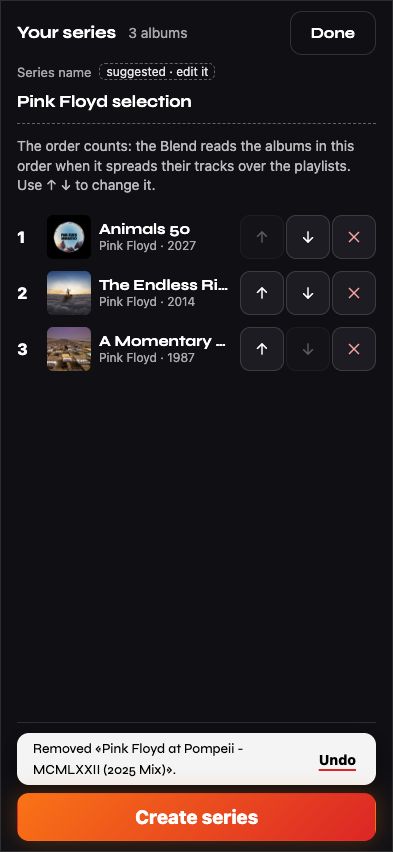 Your series 3 albums Done
Series name suggested · edit it
Pink Floyd selection
The order counts: the Blend reads the albums in this
order when it spreads their tracks over the playlists.
Use ↑ ↓ to change it.
1 Animals 50 ↑ ↓ ×
Pink Floyd · 2027
2 The Endless Ri... ↑ ↓ ×
Pink Floyd · 2014
3 A Momentary ... ↑ ↓ ×
Pink Floyd · 1987
Removed «Pink Floyd at Pompeii -
MCMLXXII (2025 Mix)».
Undo
Create series